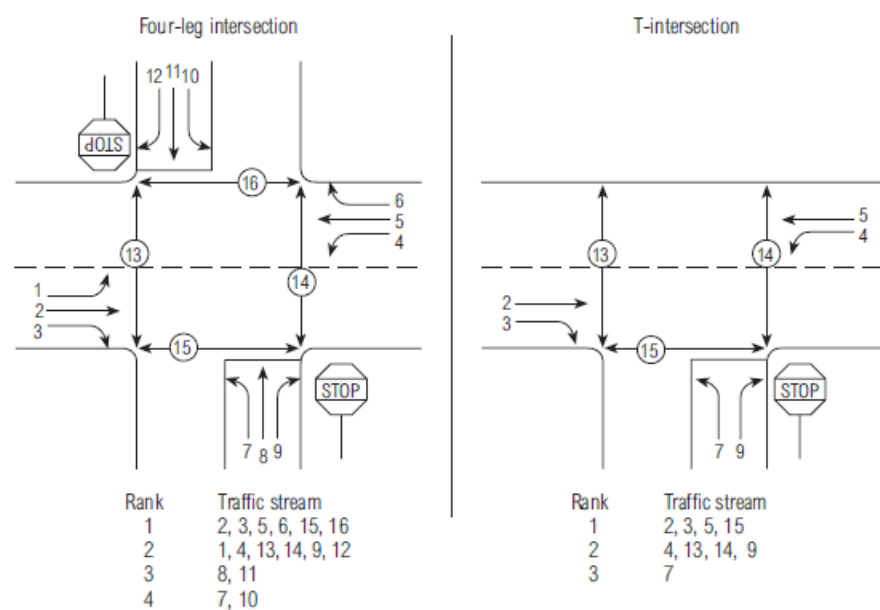 Four-leg intersection
T-intersection
12 11 10
STOP
16
6
5
4
13
14
1
2
3
15
STOP
7 8 9
5
4
13
14
2
3
15
STOP
7 9
Rank Traffic stream
1 2, 3, 5, 6, 15, 16
2 1, 4, 13, 14, 9, 12
3 8, 11
4 7, 10
Rank Traffic stream
1 2, 3, 5, 15
2 4, 13, 14, 9
3 7